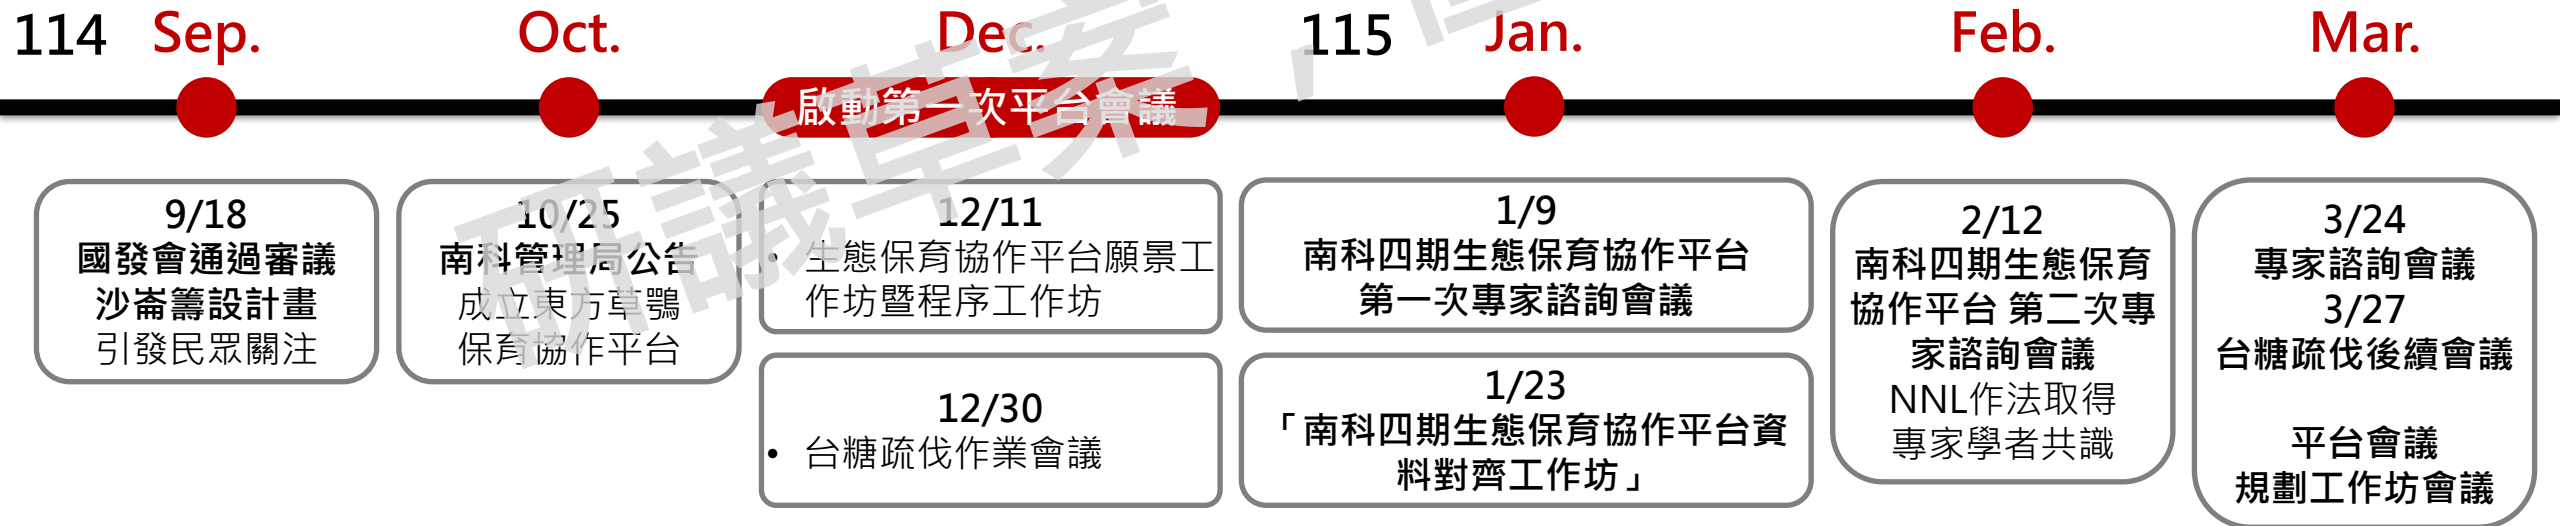 114 Sep. Oct. Dec. 115 Jan. Feb. Mar.
啟動第一次平台會議
9/18
國發會通過審議
沙崙籌設計畫
引發民眾關注
10/25
南科管理局公告
成立東方草鴞
保育協作平台
12/11
• 生態保育協作平台願景工
作坊暨程序工作坊
12/30
• 台糖疏伐作業會議
1/9
南科四期生態保育協作平台
第一次專家諮詢會議
1/23
「南科四期生態保育協作平台資
料對齊工作坊」
2/12
南科四期生態保育
協作平台 第二次專
家諮詢會議
NNL作法取得
專家學者共識
3/24
專家諮詢會議
3/27
台糖疏伐後續會議
平台會議
規劃工作坊會議
研議草案，